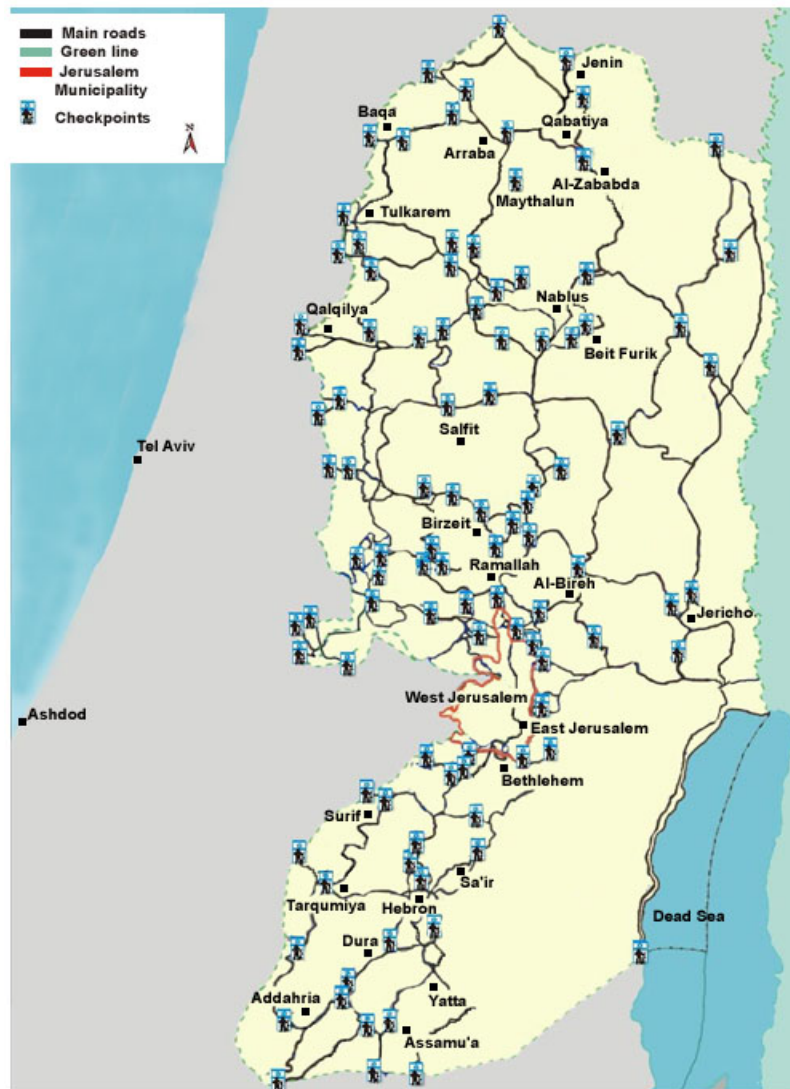 Main roads
Green line
Jerusalem
Municipality
Checkpoints
N
Jenin
Baqa
Qabatiya
Arraba
Al-Zababda
Maythalun
Tulkarem
Nablus
Qalqilya
Beit Furik
Salfit
Tel Aviv
Birzeit
Ramallah
Al-Bireh
Jericho
West Jerusalem
Ashdod
East Jerusalem
Bethlehem
Surif
Sa'ir
Tarqumiya
Hebron
Dead Sea
Dura
Yatta
Addahria
Assamu'a